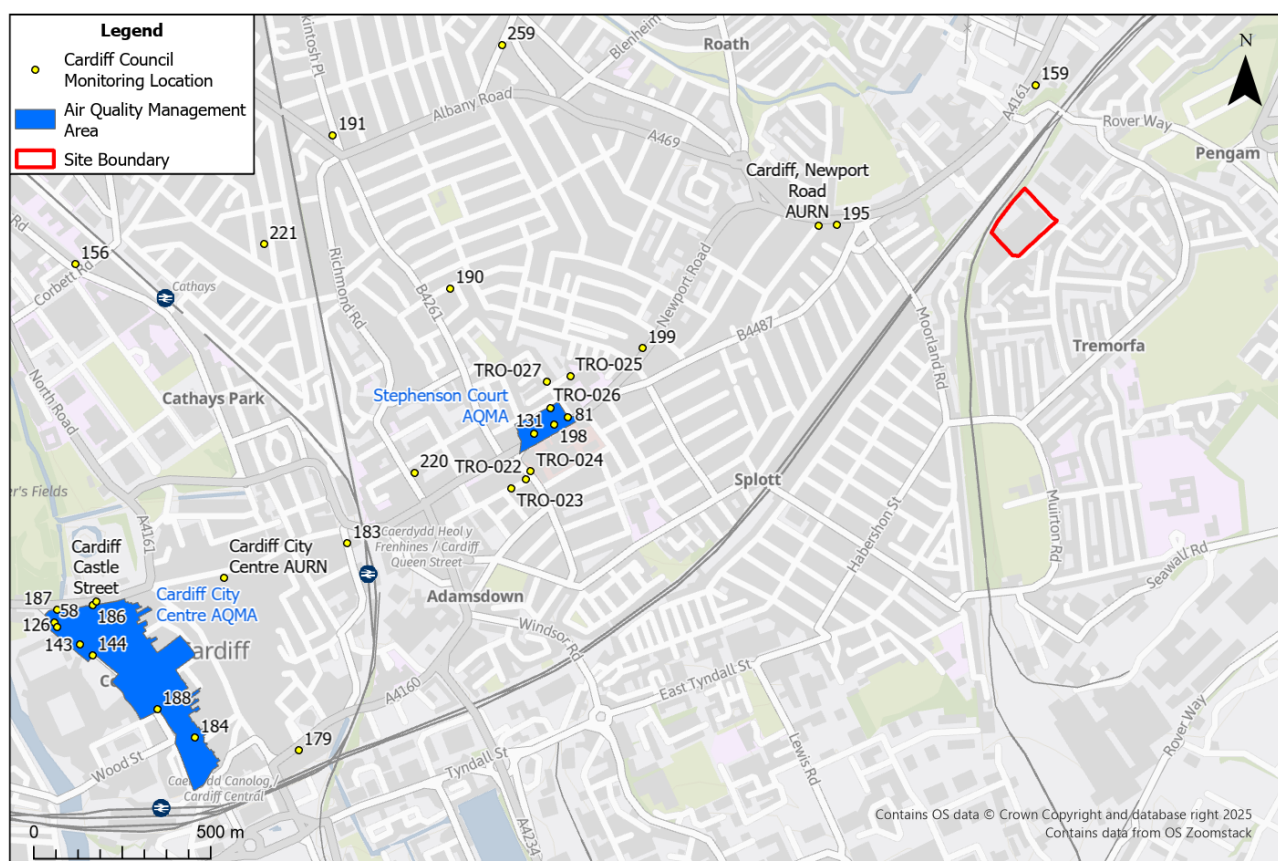 Legend
Cardiff Council
Monitoring Location
Air Quality Management
Area
Site Boundary
N
259
Blenheim
Roath
159
A4161
Albany Road
191
A469
Rover Way
Pengam
Cardiff, Newport
Road
AURN
195
221
156
Corbett Rd
Cathays
Richmond Rd
B4261
190
Newport Road
199
B4487
Moorland Rd
Tremorfa
TRO-027
TRO-025
Stephenson Court
AQMA
TRO-026
131
81
198
North Road
Cathays Park
220
TRO-022
TRO-024
TRO-023
Splott
A4161
183
Caerdydd Heol y
Frenhines / Cardiff
Queen Street
Habershon St
Muirton Rd
Seawall Rd
Cardiff
Castle
Street
Cardiff City
Centre AURN
187
58
186
Cardiff City
Centre AQMA
126
143
144
Adamsdown
Windsor Rd
188
184
A4160
East Tyndall St
179
Wood St
Caerdydd Canolog /
Cardiff Central
Tyndall St
Lewis Rd
Rover Way
A4234
0
500 m
Contains OS data © Crown Copyright and database right 2025
Contains data from OS Zoomstack